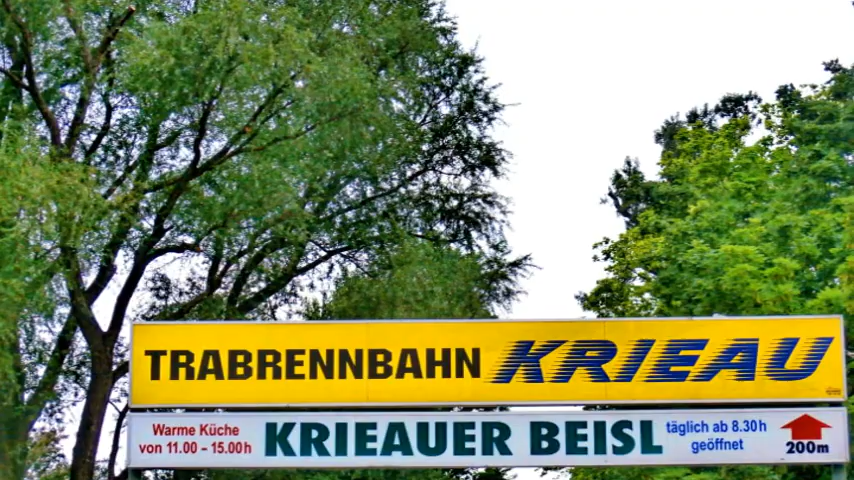 TRABRENNBAHN KRIEAU
Warme Küche
von 11.00 – 15.00h
KRIEAUER BEISL
täglich ab 8.30h
geöffnet
200m